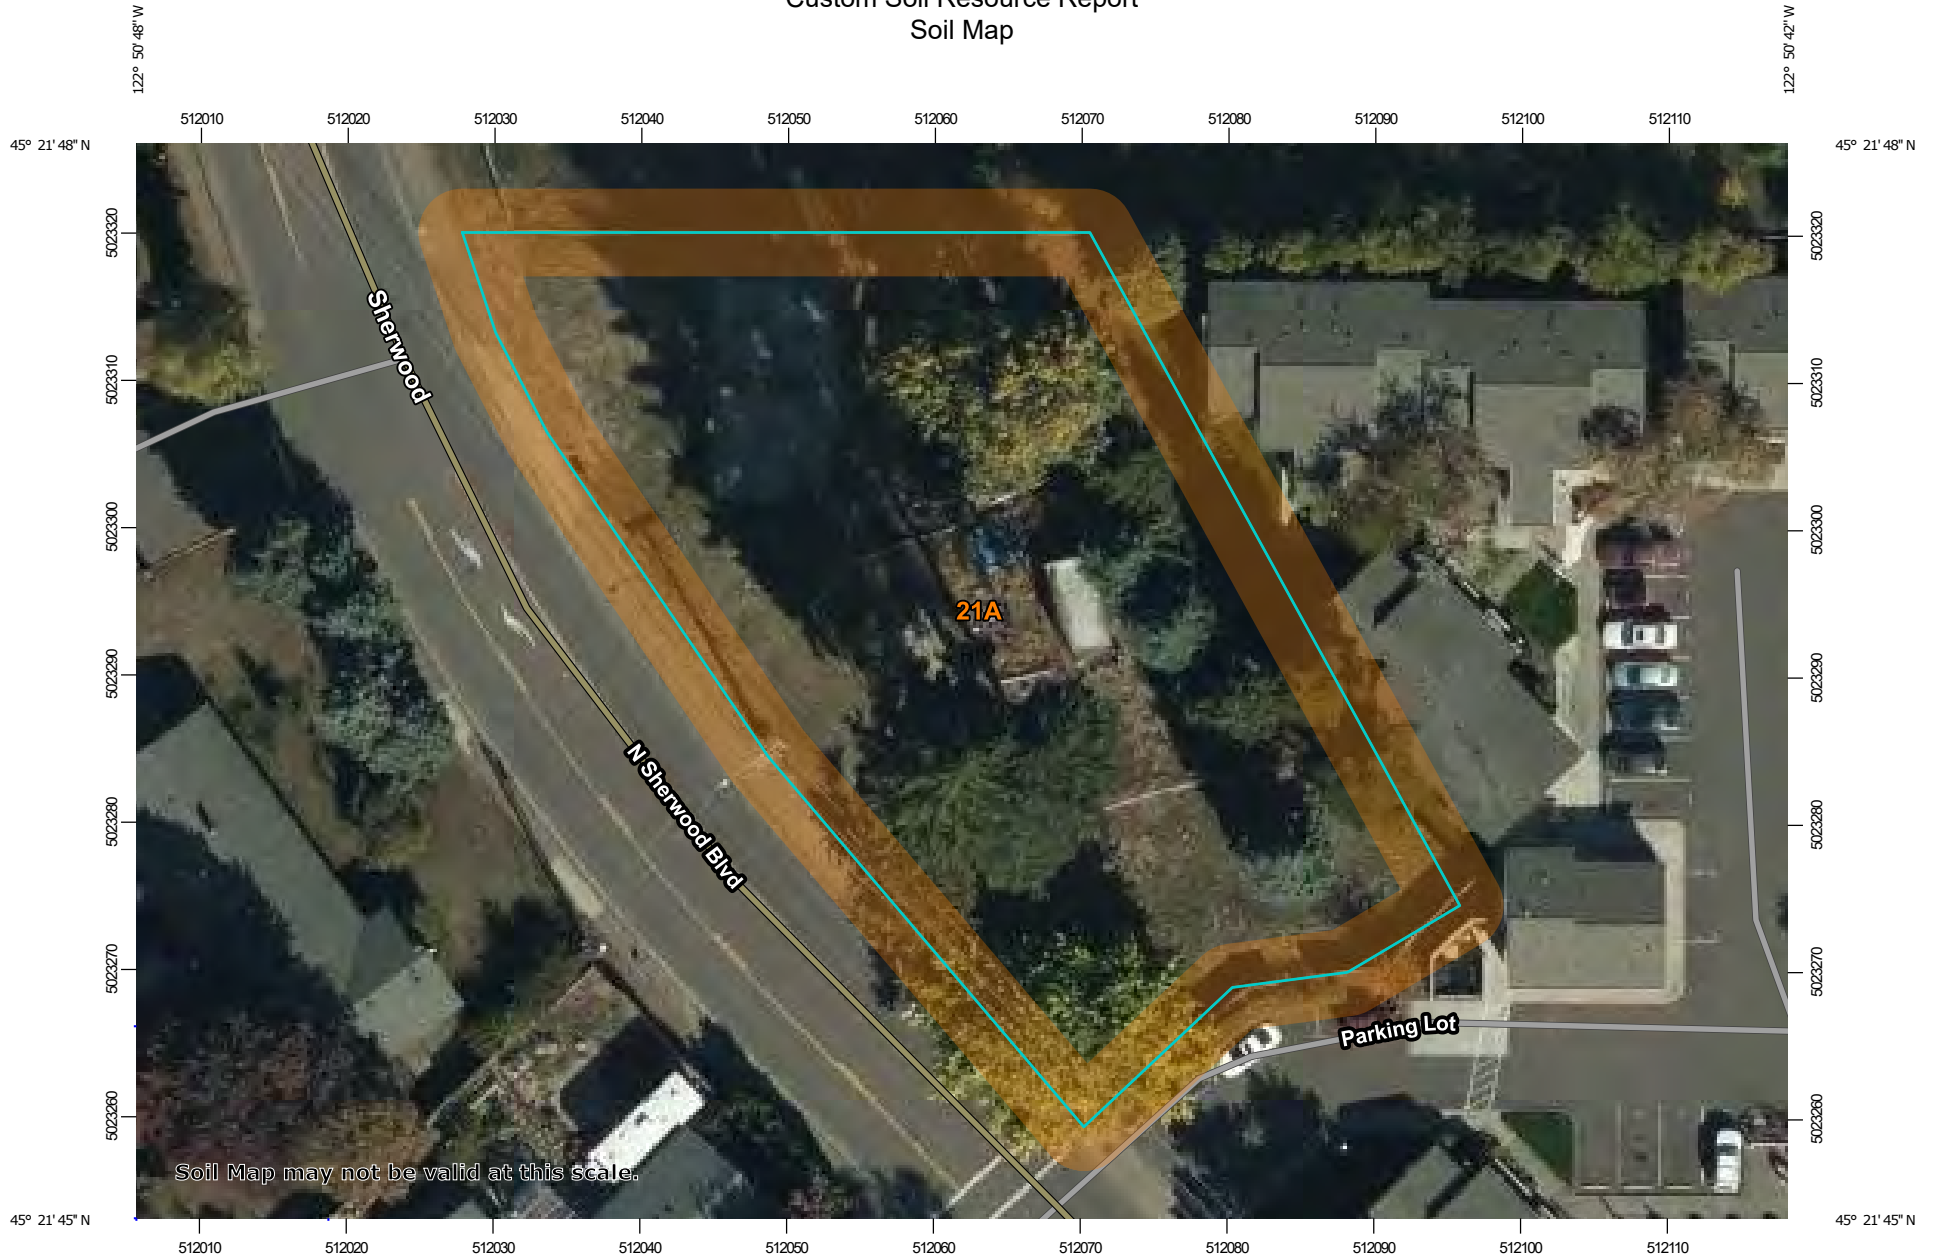 Custom Soil Resource Report
Soil Map
122° 50' 48" W
122° 50' 42" W
512010 512020 512030 512040 512050 512060 512070 512080 512090 512100 512110
45° 21' 48" N
45° 21' 48" N
5023320
5023320
5023310
5023310
5023300
5023300
5023290
5023290
5023280
5023280
5023270
5023270
5023260
5023260
Sherwood
21A
N Sherwood Blvd
Parking Lot
Soil Map may not be valid at this scale.
45° 21' 45" N
45° 21' 45" N
512010 512020 512030 512040 512050 512060 512070 512080 512090 512100 512110